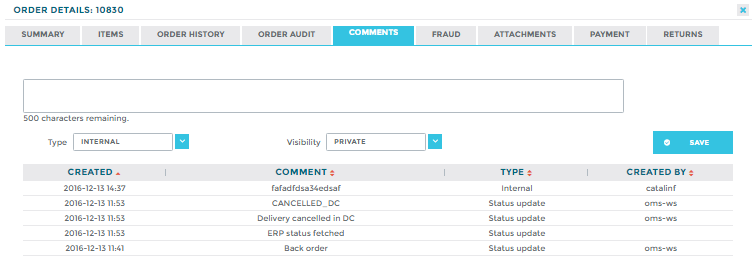 ORDER DETAILS: 10830
SUMMARY ITEMS ORDER HISTORY ORDER AUDIT COMMENTS FRAUD ATTACHMENTS PAYMENT RETURNS
500 characters remaining.
Type INTERNAL Visibility PRIVATE SAVE
CREATED COMMENT TYPE CREATED BY
2016-12-13 14:37 fafadfdsa34edsaf Internal catalinf
2016-12-13 11:53 CANCELLED_DC Status update oms-ws
2016-12-13 11:53 Delivery cancelled in DC Status update oms-ws
2016-12-13 11:53 ERP status fetched Status update
2016-12-13 11:41 Back order Status update oms-ws